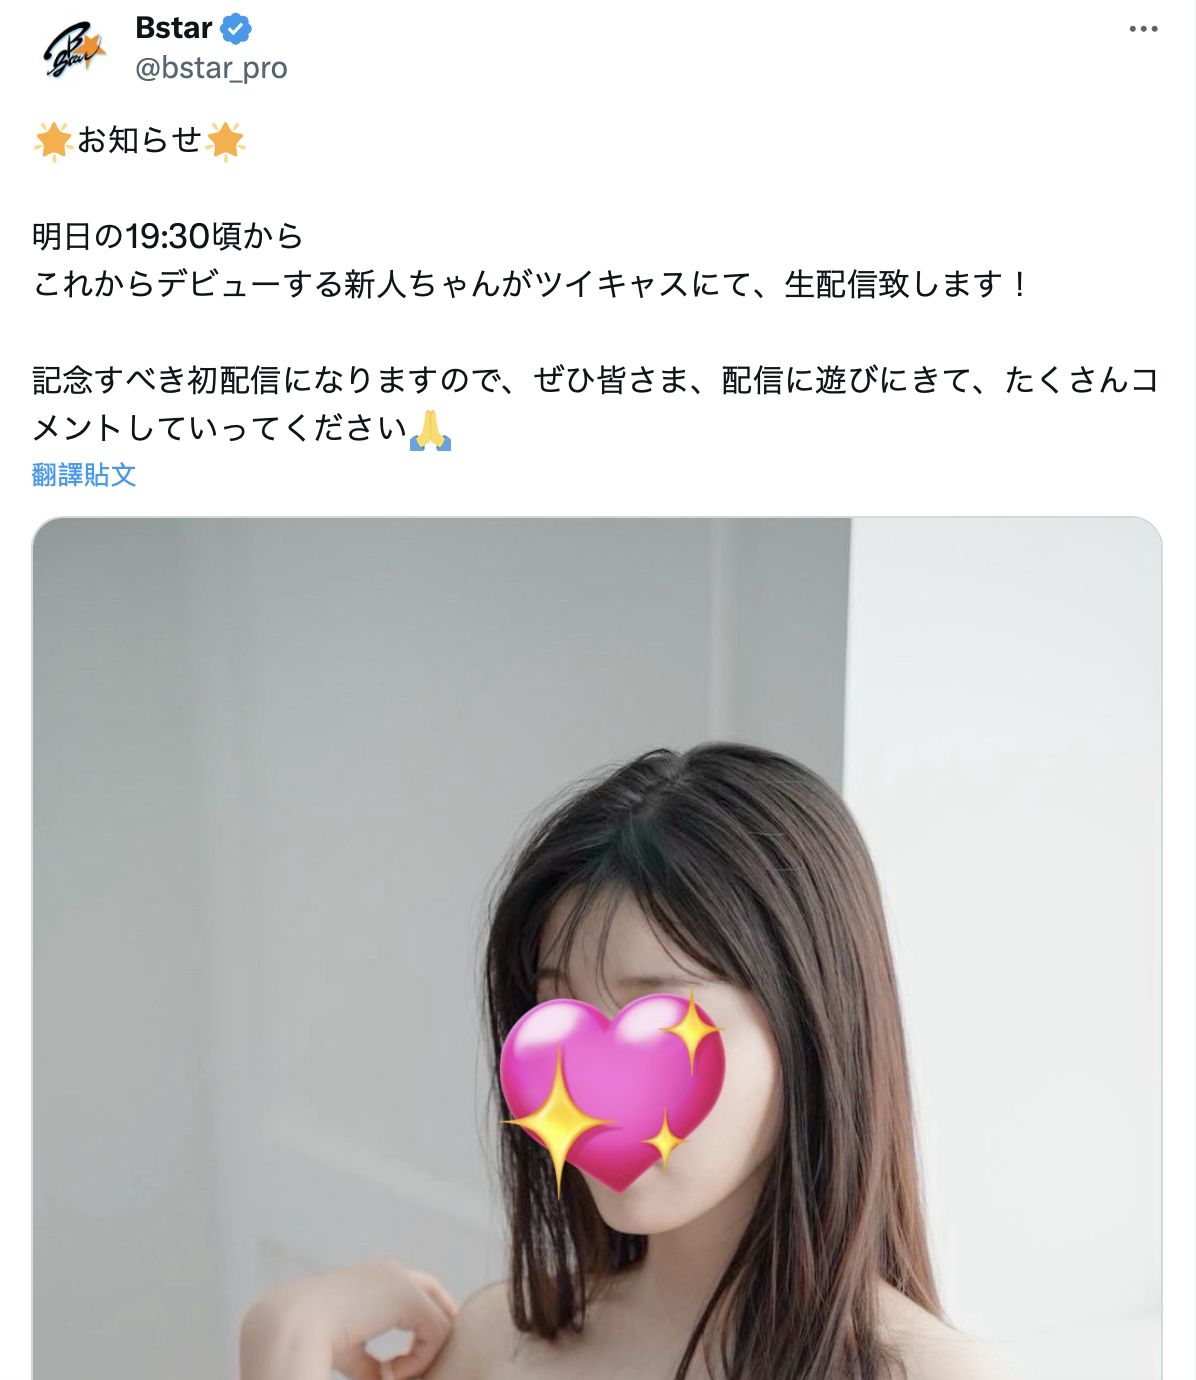 Bstar
@bstar_pro
🌟お知らせ🌟
明日の19:30頃から
これからデビューする新人ちゃんがツイキャスにて、生配信致します！
記念すべき初配信になりますので、ぜひ皆さま、配信に遊びにきて、たくさんコ
メントしていってください🙏
翻譯貼文